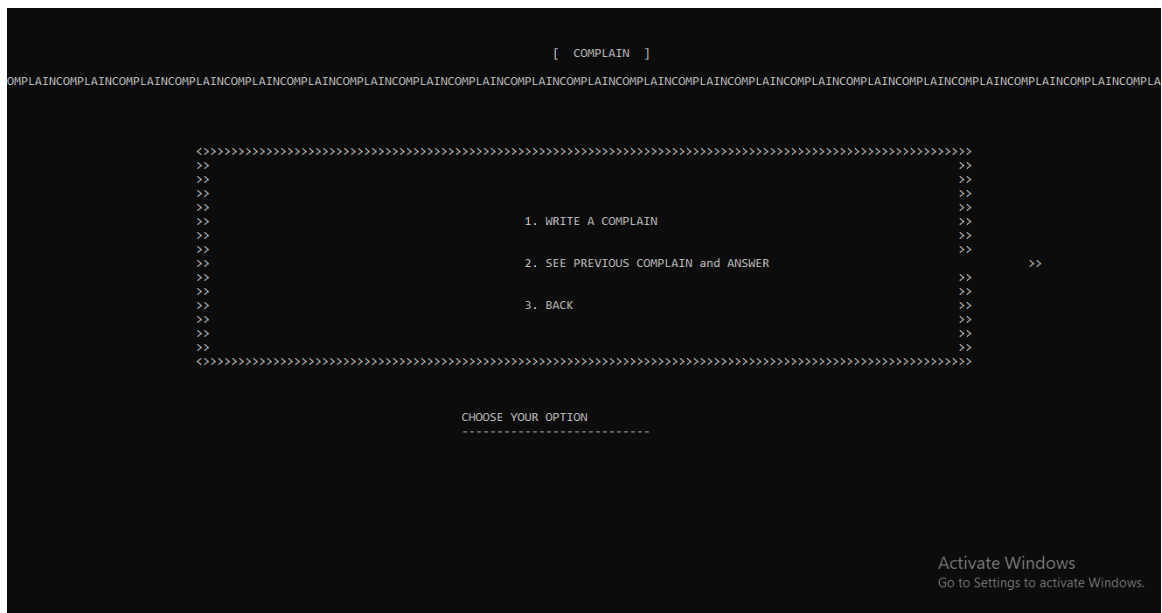 [ COMPLAIN ]
OMPLAINCOMPLAINCOMPLAINCOMPLAINCOMPLAINCOMPLAINCOMPLAINCOMPLAINCOMPLAINCOMPLAINCOMPLAINCOMPLAINCOMPLAINCOMPLAINCOMPLAINCOMPLAINCOMPLAINCOMPLAINCOMPLAINCOMPLAINCOMPLA
<>>>>>>>>>>>>>>>>>>>>>>>>>>>>>>>>>>>>>>>>>>>>>>>>>>>>>>>>>>>>>>>>>>>>>>>>>>>>>>>>>>>>>>>>>>>>>>>>>>>>>>>>>>>>>>
>> >>
>> >>
>> >>
>> >>
>> 1. WRITE A COMPLAIN >>
>> >>
>> >>
>> 2. SEE PREVIOUS COMPLAIN and ANSWER >>
>> >>
>> >>
>> 3. BACK >>
>> >>
>> >>
>> >>
<>>>>>>>>>>>>>>>>>>>>>>>>>>>>>>>>>>>>>>>>>>>>>>>>>>>>>>>>>>>>>>>>>>>>>>>>>>>>>>>>>>>>>>>>>>>>>>>>>>>>>>>>>>>>>>
CHOOSE YOUR OPTION
---------------------------
Activate Windows
Go to Settings to activate Windows.